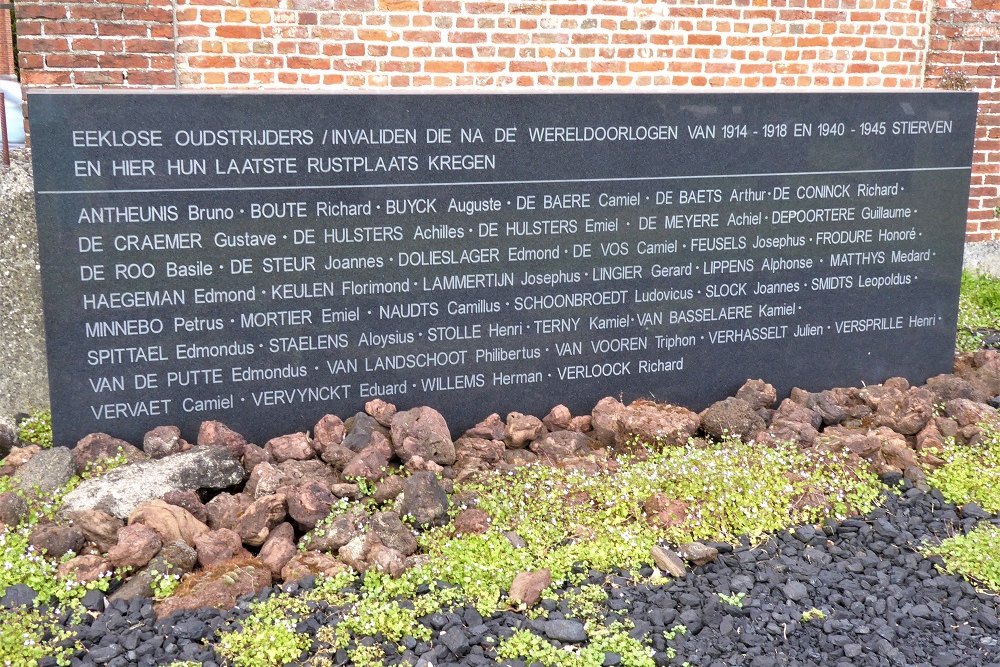 EEKLOSE OUDSTRIJDERS / INVALIDEN DIE NA DE WERELDOORLOGEN VAN 1914 - 1918 EN 1940 - 1945 STIERVEN
EN HIER HUN LAATSTE RUSTPLAATS KREGEN
ANTHEUNIS Bruno · BOUTE Richard · BUYCK Auguste · DE BAERE Camiel · DE BAETS Arthur · DE CONINCK Richard ·
DE CRAEMER Gustave · DE HULSTERS Achilles · DE HULSTERS Emiel · DE MEYERE Achiel · DEPOORTERE Guillaume ·
DE ROO Basile · DE STEUR Joannes · DOLIESLAGER Edmond · DE VOS Camiel · FEUSELS Josephus · FRODURE Honoré ·
HAEGEMAN Edmond · KEULEN Florimond · LAMMERTIJN Josephus · LINGIER Gerard · LIPPENS Alphonse · MATTHYS Medard ·
MINNEBO Petrus · MORTIER Emiel · NAUDTS Camillus · SCHOONBROEDT Ludovicus · SLOCK Joannes · SMIDTS Leopoldus ·
SPITTAEL Edmondus · STAELENS Aloysius · STOLLE Henri · TERNY Kamiel · VAN BASSELAERE Kamiel ·
VAN DE PUTTE Edmondus · VAN LANDSCHOOT Philibertus · VAN VOOREN Triphon · VERHASSELT Julien · VERSPRILLE Henri ·
VERVAET Camiel · VERVYNCKT Eduard · WILLEMS Herman · VERLOOCK Richard